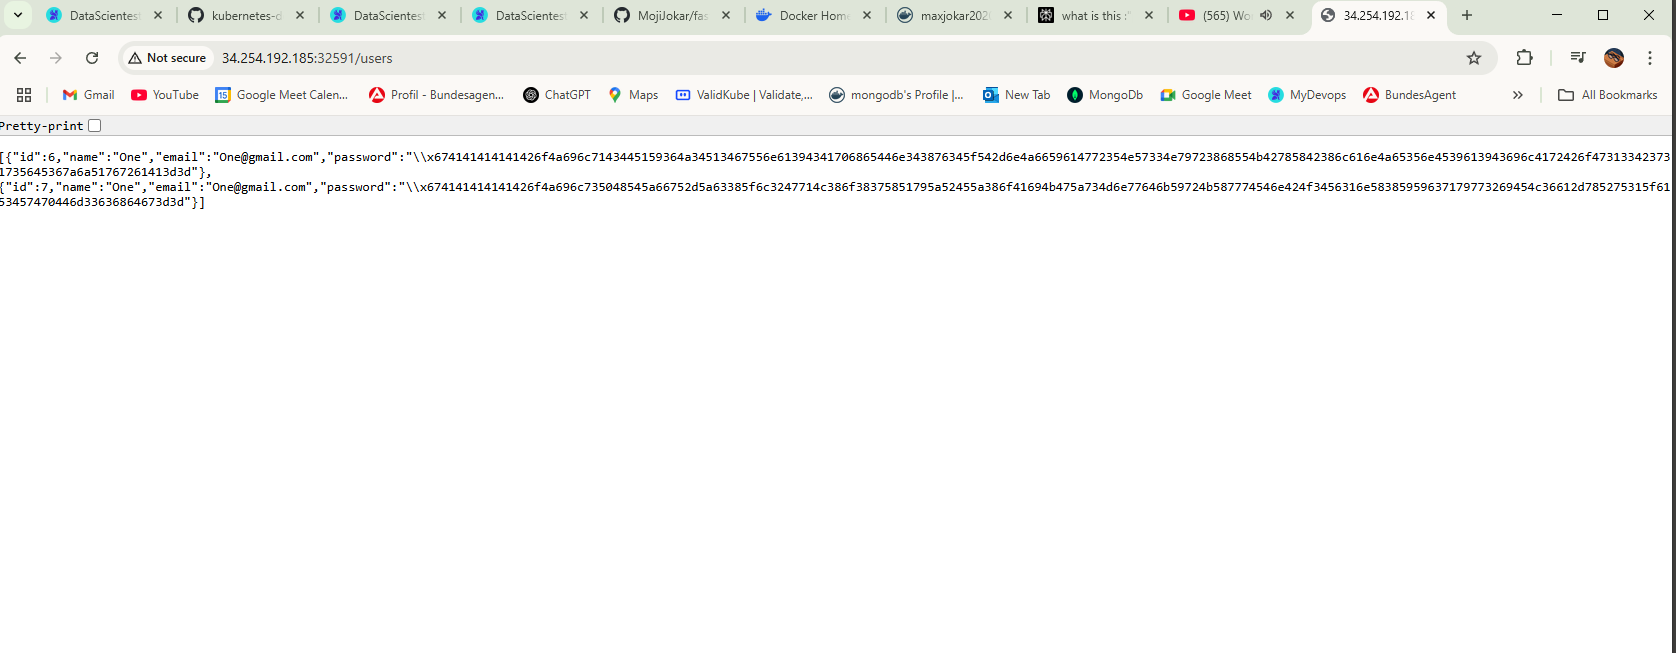 DataScientest
kubernetes-d
DataScientest
DataScientest
MojiJokar/fas
Docker Home
maxjokar202
what is this :
(565) Wo
34.254.192.18
Not secure
34.254.192.185:32591/users
Gmail
YouTube
Google Meet Calen...
Profil - Bundesagen...
ChatGPT
Maps
ValidKube | Validate,...
mongodb's Profile |...
New Tab
MongoDb
Google Meet
MyDevops
BundesAgent
»
All Bookmarks
Pretty-print
[{"id":6,"name":"One","email":"One@gmail.com","password":"\\x674141414141426f4a696c7143445159364a34513467556e61394341706865446e343876345f542d6e4a6659614772354e57334e79723868554b42785842386c616e4a65356e4539613943696c4172426f473133423731735645367a6a51767261413d3d"},
{"id":7,"name":"One","email":"One@gmail.com","password":"\\x674141414141426f4a696c735048545a66752d5a63385f6c3247714c386f38375851795a52455a386f41694b475a734d6e77646b59724b587774546e424f3456316e58385959637179773269454c36612d785275315f6153457470446d33636864673d3d"}]